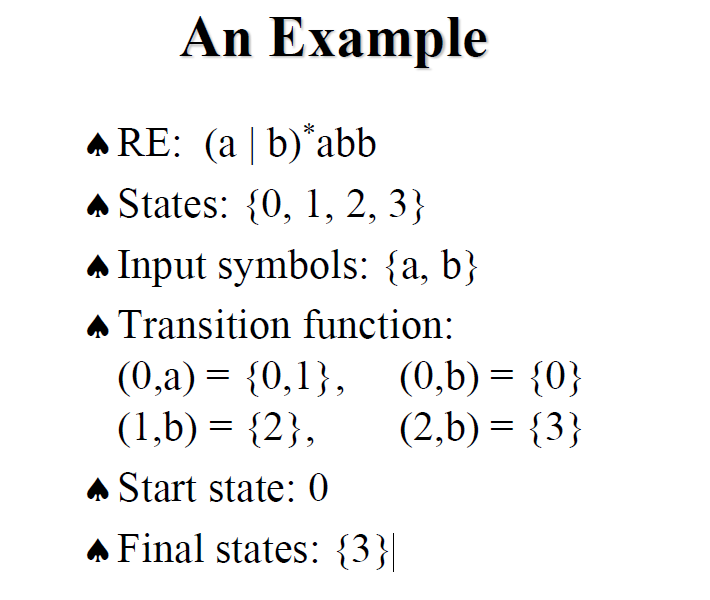 An Example
♠ RE: (a | b)*abb
♠ States: {0, 1, 2, 3}
♠ Input symbols: {a, b}
♠ Transition function:
(0,a) = {0,1}, (0,b) = {0}
(1,b) = {2}, (2,b) = {3}
♠ Start state: 0
♠ Final states: {3}